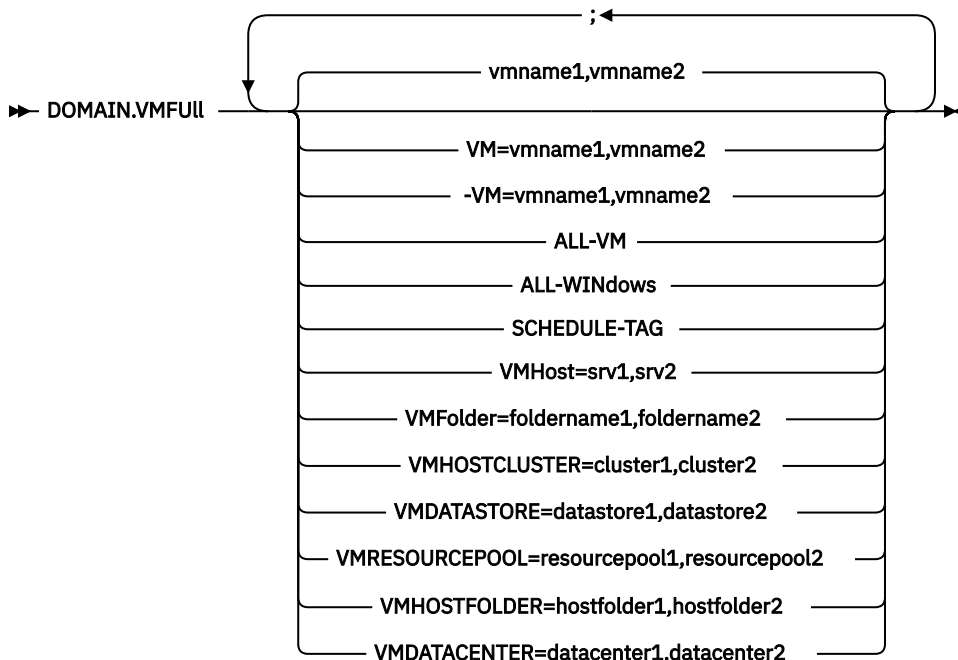 ;
vmname1,vmname2
DOMAIN.VMFUll
VM=vmname1,vmname2
-VM=vmname1,vmname2
ALL-VM
ALL-WINdows
SCHEDULE-TAG
VMHost=srv1,srv2
VMFolder=foldername1,foldername2
VMHOSTCLUSTER=cluster1,cluster2
VMDATASTORE=datastore1,datastore2
VMRESOURCEPOOL=resourcepool1,resourcepool2
VMHOSTFOLDER=hostfolder1,hostfolder2
VMDATACENTER=datacenter1,datacenter2